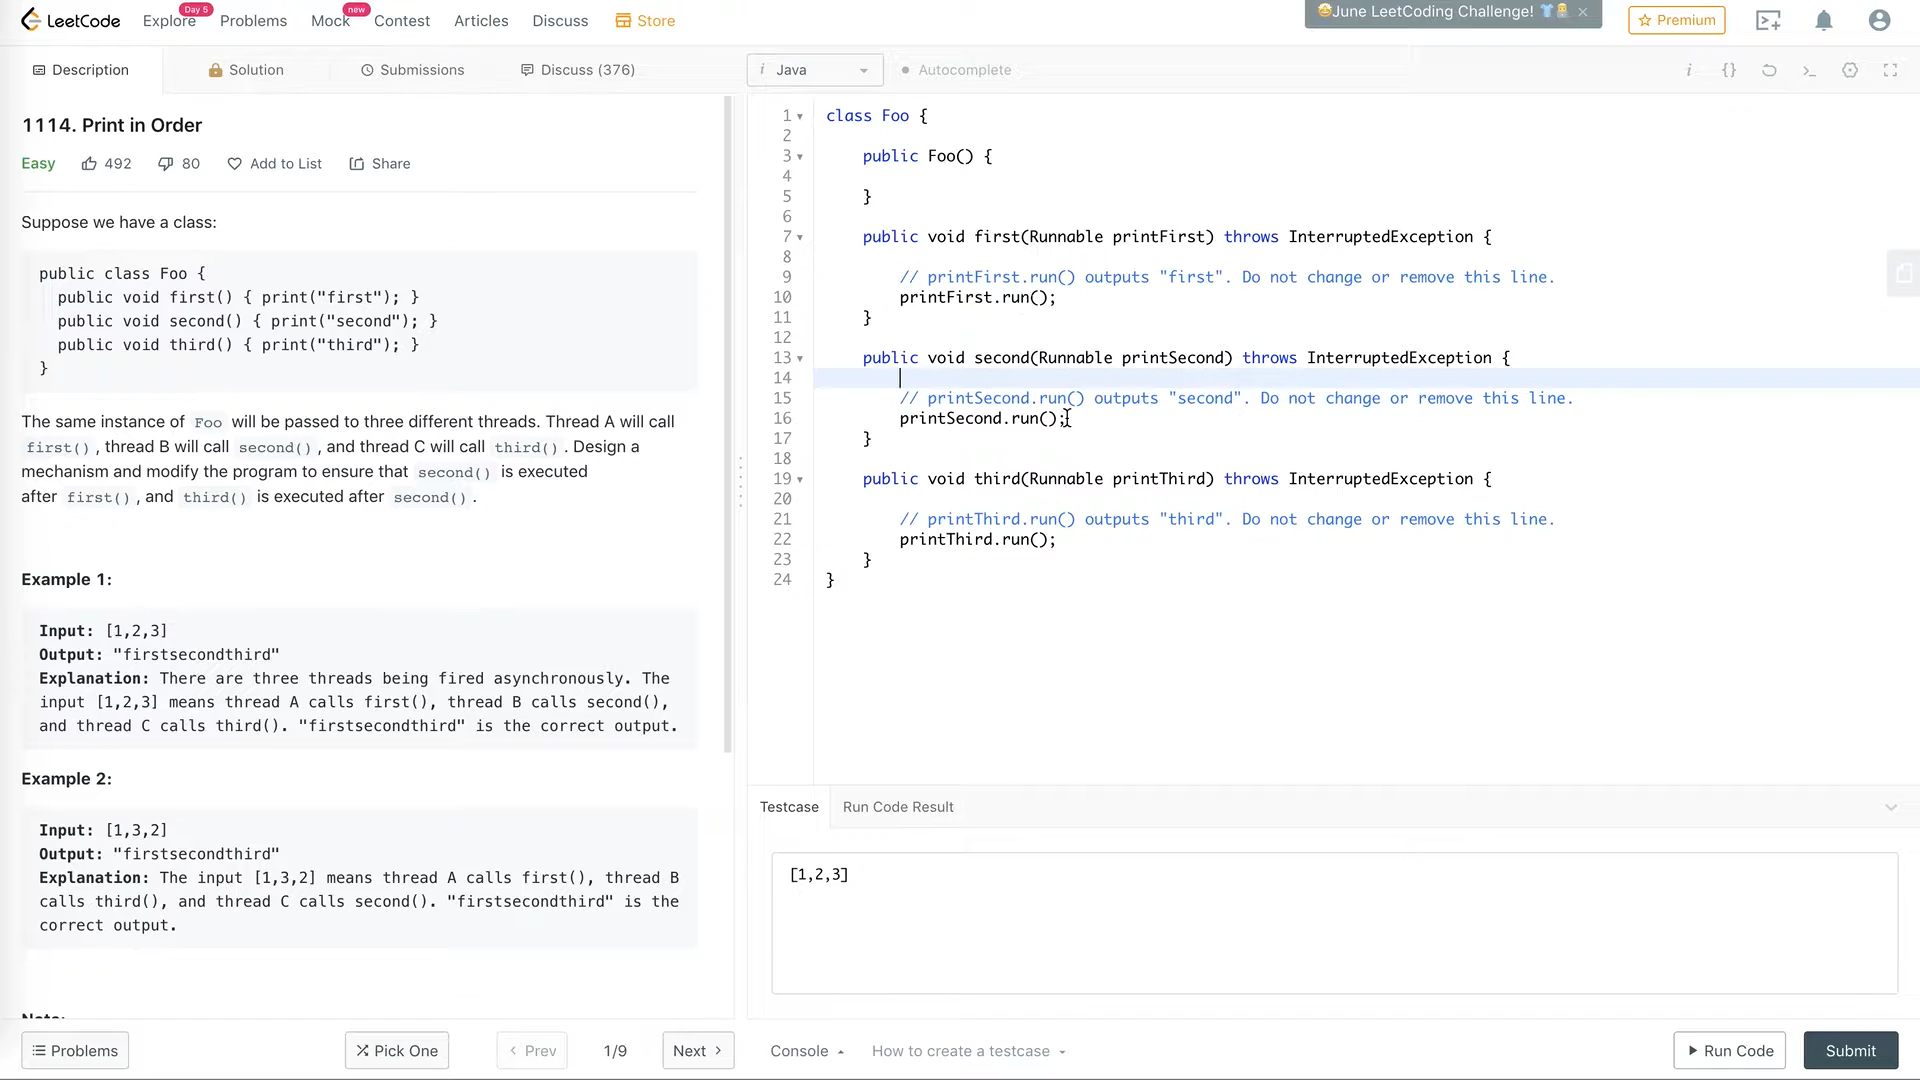 LeetCode
Explore
Day 5
Problems
Mock
new
Contest
Articles
Discuss
Store
🤩June LeetCoding Challenge! 👕
Premium
Description
Solution
Submissions
Discuss (376)
i Java
Autocomplete
1114. Print in Order
Easy
492
80
Add to List
Share
Suppose we have a class:
public class Foo {
  public void first() { print("first"); }
  public void second() { print("second"); }
  public void third() { print("third"); }
}
The same instance of Foo will be passed to three different threads. Thread A will call
first(), thread B will call second(), and thread C will call third(). Design a
mechanism and modify the program to ensure that second() is executed
after first(), and third() is executed after second().
Example 1:
Input: [1,2,3]
Output: "firstsecondthird"
Explanation: There are three threads being fired asynchronously. The
input [1,2,3] means thread A calls first(), thread B calls second(),
and thread C calls third(). "firstsecondthird" is the correct output.
Example 2:
Input: [1,3,2]
Output: "firstsecondthird"
Explanation: The input [1,3,2] means thread A calls first(), thread B
calls third(), and thread C calls second(). "firstsecondthird" is the
correct output.
Note:
Problems
Pick One
Prev
1/9
Next
1 class Foo {
2
3     public Foo() {
4
5     }
6
7     public void first(Runnable printFirst) throws InterruptedException {
8
9         // printFirst.run() outputs "first". Do not change or remove this line.
10         printFirst.run();
11     }
12
13     public void second(Runnable printSecond) throws InterruptedException {
14
15         // printSecond.run() outputs "second". Do not change or remove this line.
16         printSecond.run();
17     }
18
19     public void third(Runnable printThird) throws InterruptedException {
20
21         // printThird.run() outputs "third". Do not change or remove this line.
22         printThird.run();
23     }
24 }
Testcase
Run Code Result
[1,2,3]
Console
How to create a testcase
Run Code
Submit